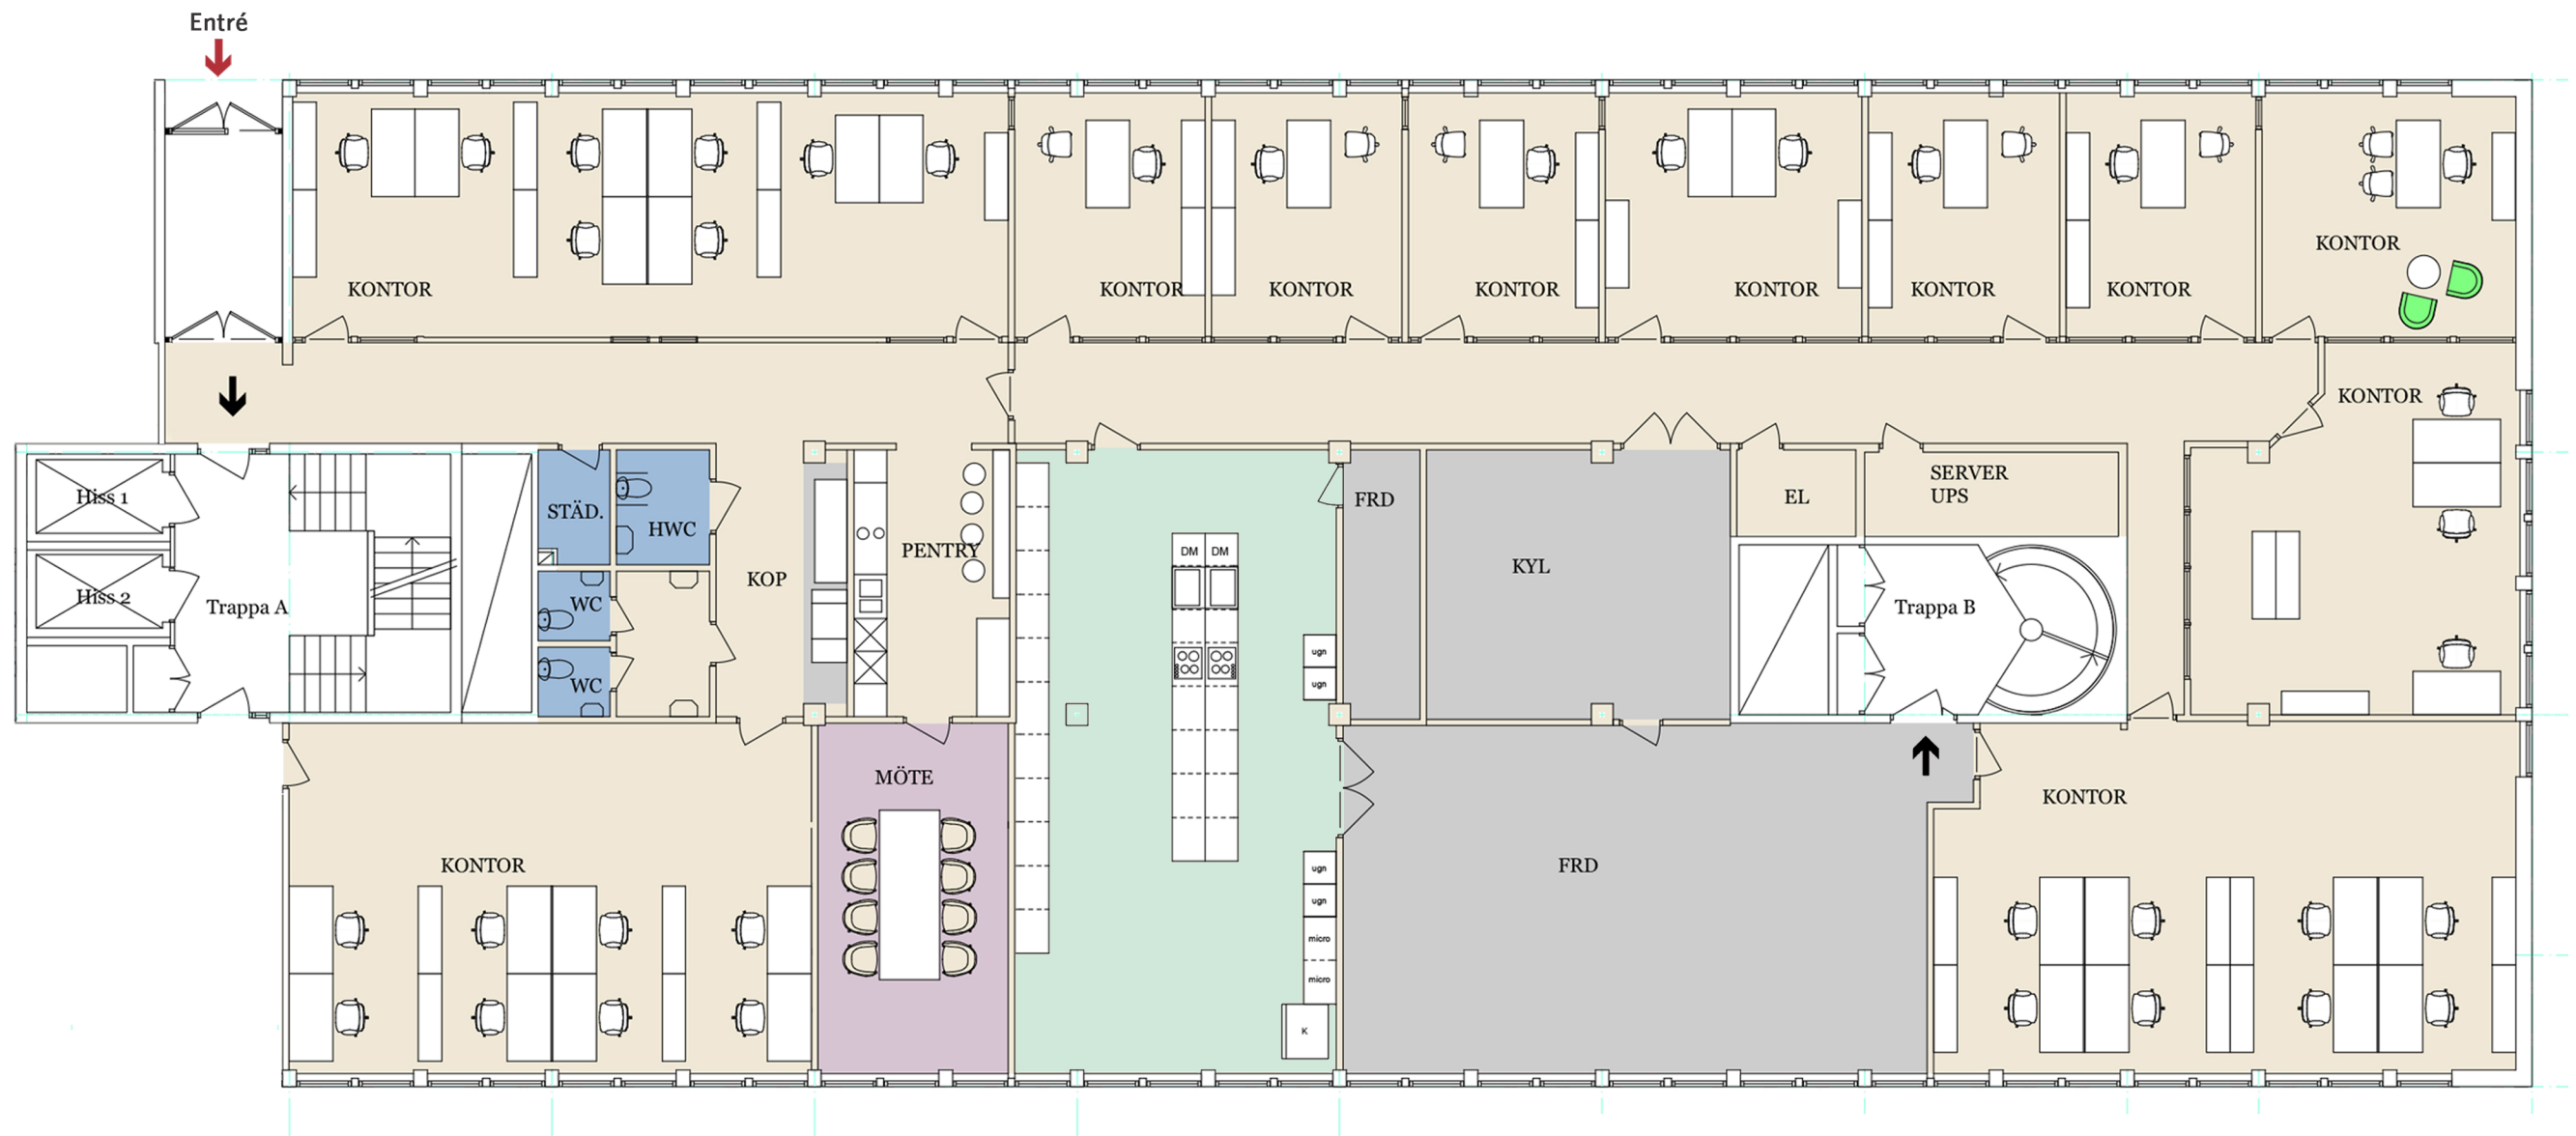 Entré
KONTOR
KONTOR
KONTOR
KONTOR
KONTOR
KONTOR
KONTOR
KONTOR
KONTOR
Hiss 1
Hiss 2
Trappa A
STÄD.
HWC
WC
WC
KOP
PENTRY
DM
DM
ugn
ugn
FRD
KYL
EL
SERVER
UPS
Trappa B
KONTOR
MÖTE
ugn
ugn
micro
micro
K
FRD
KONTOR